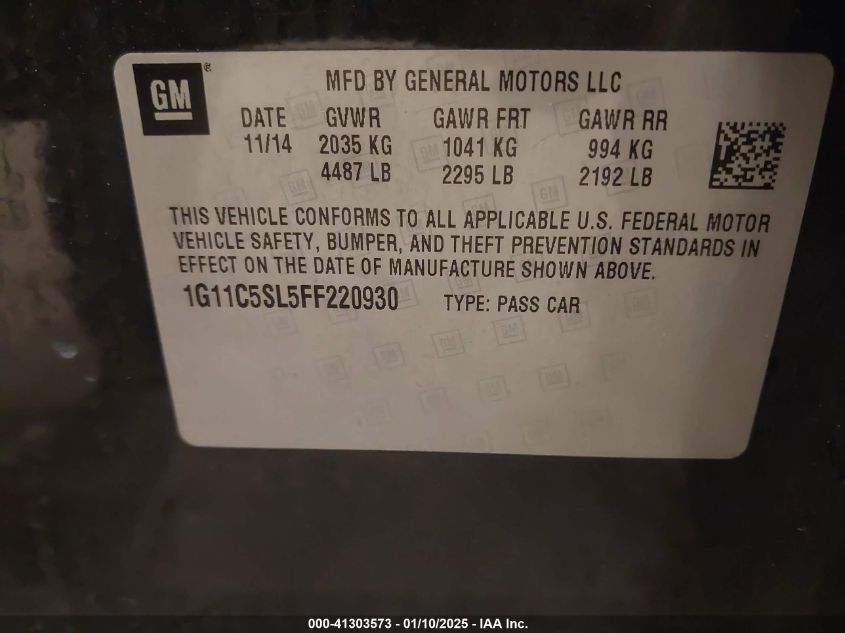 GM ®
MFD BY GENERAL MOTORS LLC
DATE GVWR GAWR FRT GAWR RR
11/14 2035 KG 1041 KG 994 KG
4487 LB 2295 LB 2192 LB
THIS VEHICLE CONFORMS TO ALL APPLICABLE U.S. FEDERAL MOTOR
VEHICLE SAFETY, BUMPER, AND THEFT PREVENTION STANDARDS IN
EFFECT ON THE DATE OF MANUFACTURE SHOWN ABOVE.
1G11C5SL5FF220930 TYPE: PASS CAR
000-41303573 - 01/10/2025 - IAA Inc.